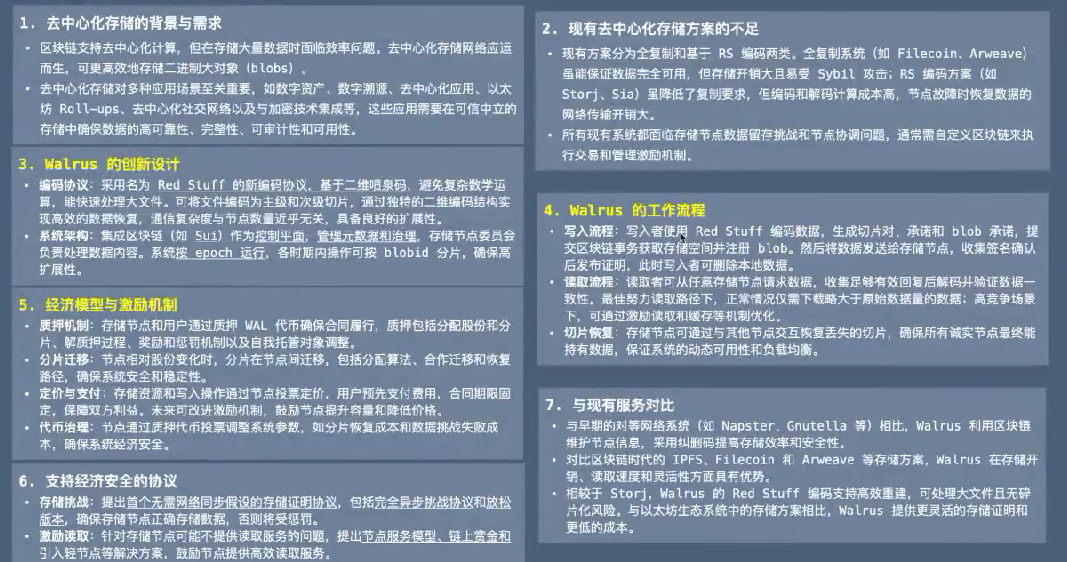 1. 去中心化存储的背景与需求
• 区块链支持去中心化计算，但在存储大量数据时面临效率问题，去中心化存储网络应运
而生，可更高效地存储二进制大对象（blobs）。
• 去中心化存储对多种应用场景至关重要，如数字资产、数字溯源、去中心化应用、以太
坊 Roll-ups、去中心化社交网络以及与加密技术集成等，这些应用需要在可信中立的
存储中确保数据的高可靠性、完整性、可审计性和可用性。
2. 现有去中心化存储方案的不足
• 现有方案分为全复制和基于 RS 编码两类。全复制系统（如 Filecoin、Arweave）
虽能保证数据完全可用，但存储开销大且易受 Sybil 攻击；RS 编码方案（如
Storj、Sia）虽降低了复制要求，但编码和解码计算成本高，节点故障时恢复数据的
网络传输开销大。
• 所有现有系统都面临存储节点数据留存挑战和节点协调问题，通常需自定义区块链来执
行交易和管理激励机制。
3. Walrus 的创新设计
• 编码协议：采用名为 Red Stuff 的新编码协议，基于二维喷泉码，避免复杂数学运
算，能快速处理大文件。可将文件编码为主级和次级切片，通过独特的二维编码结构实
现高效的数据恢复，通信复杂度与节点数量近乎无关，具备良好的扩展性。
• 系统架构：集成区块链（如 Sui）作为控制平面，管理元数据和治理，存储节点委员会
负责处理数据内容。系统按 epoch 运行，各时期内操作可按 blobid 分片，确保高
扩展性。
4. Walrus 的工作流程
• 写入流程：写入者使用 Red Stuff 编码数据，生成切片对、承诺和 blob 承诺，提
交区块链事务获取存储空间并注册 blob。然后将数据发送给存储节点，收集签名确认
后发布证明，此时写入者可删除本地数据。
• 读取流程：读取者可从任意存储节点请求数据，收集足够有效回复后解码并验证数据一
致性。最佳努力读取路径下，正常情况仅需下载略大于原始数据量的数据；高竞争场景
下，可通过激励读取和缓存等机制优化。
• 切片恢复：存储节点可通过与其他节点交互恢复丢失的切片，确保所有诚实节点最终能
持有数据，保证系统的动态可用性和负载均衡。
5. 经济模型与激励机制
• 质押机制：存储节点和用户通过质押 WAL 代币确保合同履行，质押包括分配股份和分
片、解质押过程、奖励和惩罚机制以及自我托管对象调整。
• 分片迁移：节点相对股份变化时，分片在节点间迁移，包括分配算法、合作迁移和恢复
路径，确保系统安全和稳定性。
• 定价与支付：存储资源和写入操作通过节点投票定价，用户预先支付费用，合同期限固
定，保障双方利益。未来可改进激励机制，鼓励节点提升容量和降低价格。
• 代币治理：节点通过质押代币投票调整系统参数，如分片恢复成本和数据挑战失败成
本，确保系统经济安全。
6. 支持经济安全的协议
• 存储挑战：提出首个无需网络同步假设的存储证明协议，包括完全异步挑战协议和放松
版本，确保存储节点正确存储数据，否则将受惩罚。
• 激励读取：针对存储节点可能不提供读取服务的问题，提出节点服务模型、链上赏金和
引入轻节点等解决方案，鼓励节点提供高效读取服务。
7. 与现有服务对比
• 与早期的对等网络系统（如 Napster、Gnutella 等）相比，Walrus 利用区块链
维护节点信息，采用纠删码提高存储效率和安全性。
• 对比区块链时代的 IPFS、Filecoin 和 Arweave 等存储方案，Walrus 在存储开
销、读取速度和灵活性方面具有优势。
• 相较于 Storj，Walrus 的 Red Stuff 编码支持高效重建，可处理大文件且无碎
片化风险。与以太坊生态系统中的存储方案相比，Walrus 提供更灵活的存储证明和
更低的成本。